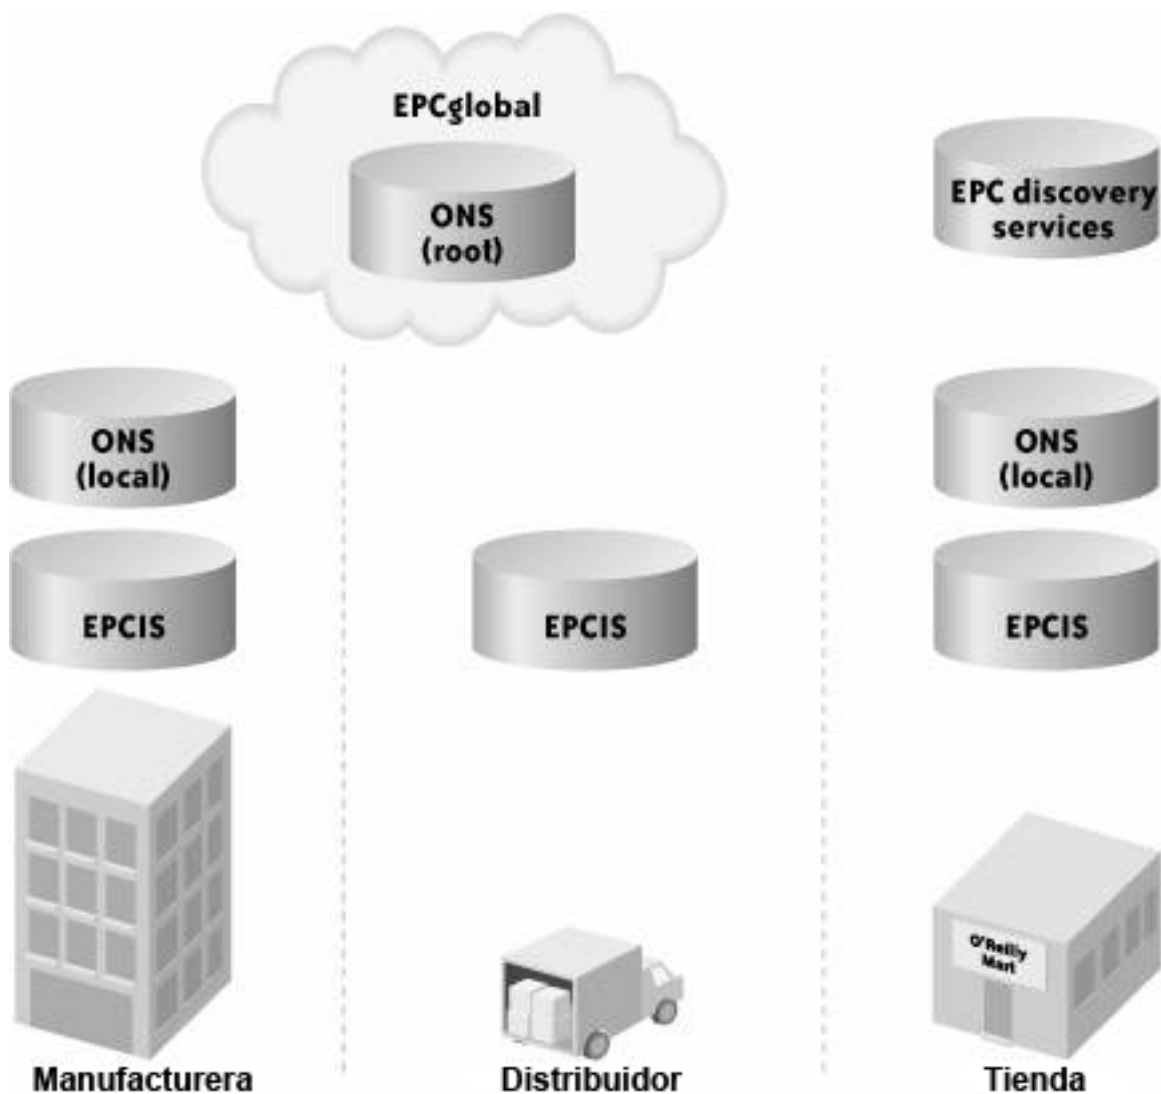 EPCglobal
ONS
(root)
EPC discovery
services
ONS
(local)
ONS
(local)
EPCIS
EPCIS
EPCIS
O'Reilly
Mart
Manufacturera
Distribuidor
Tienda